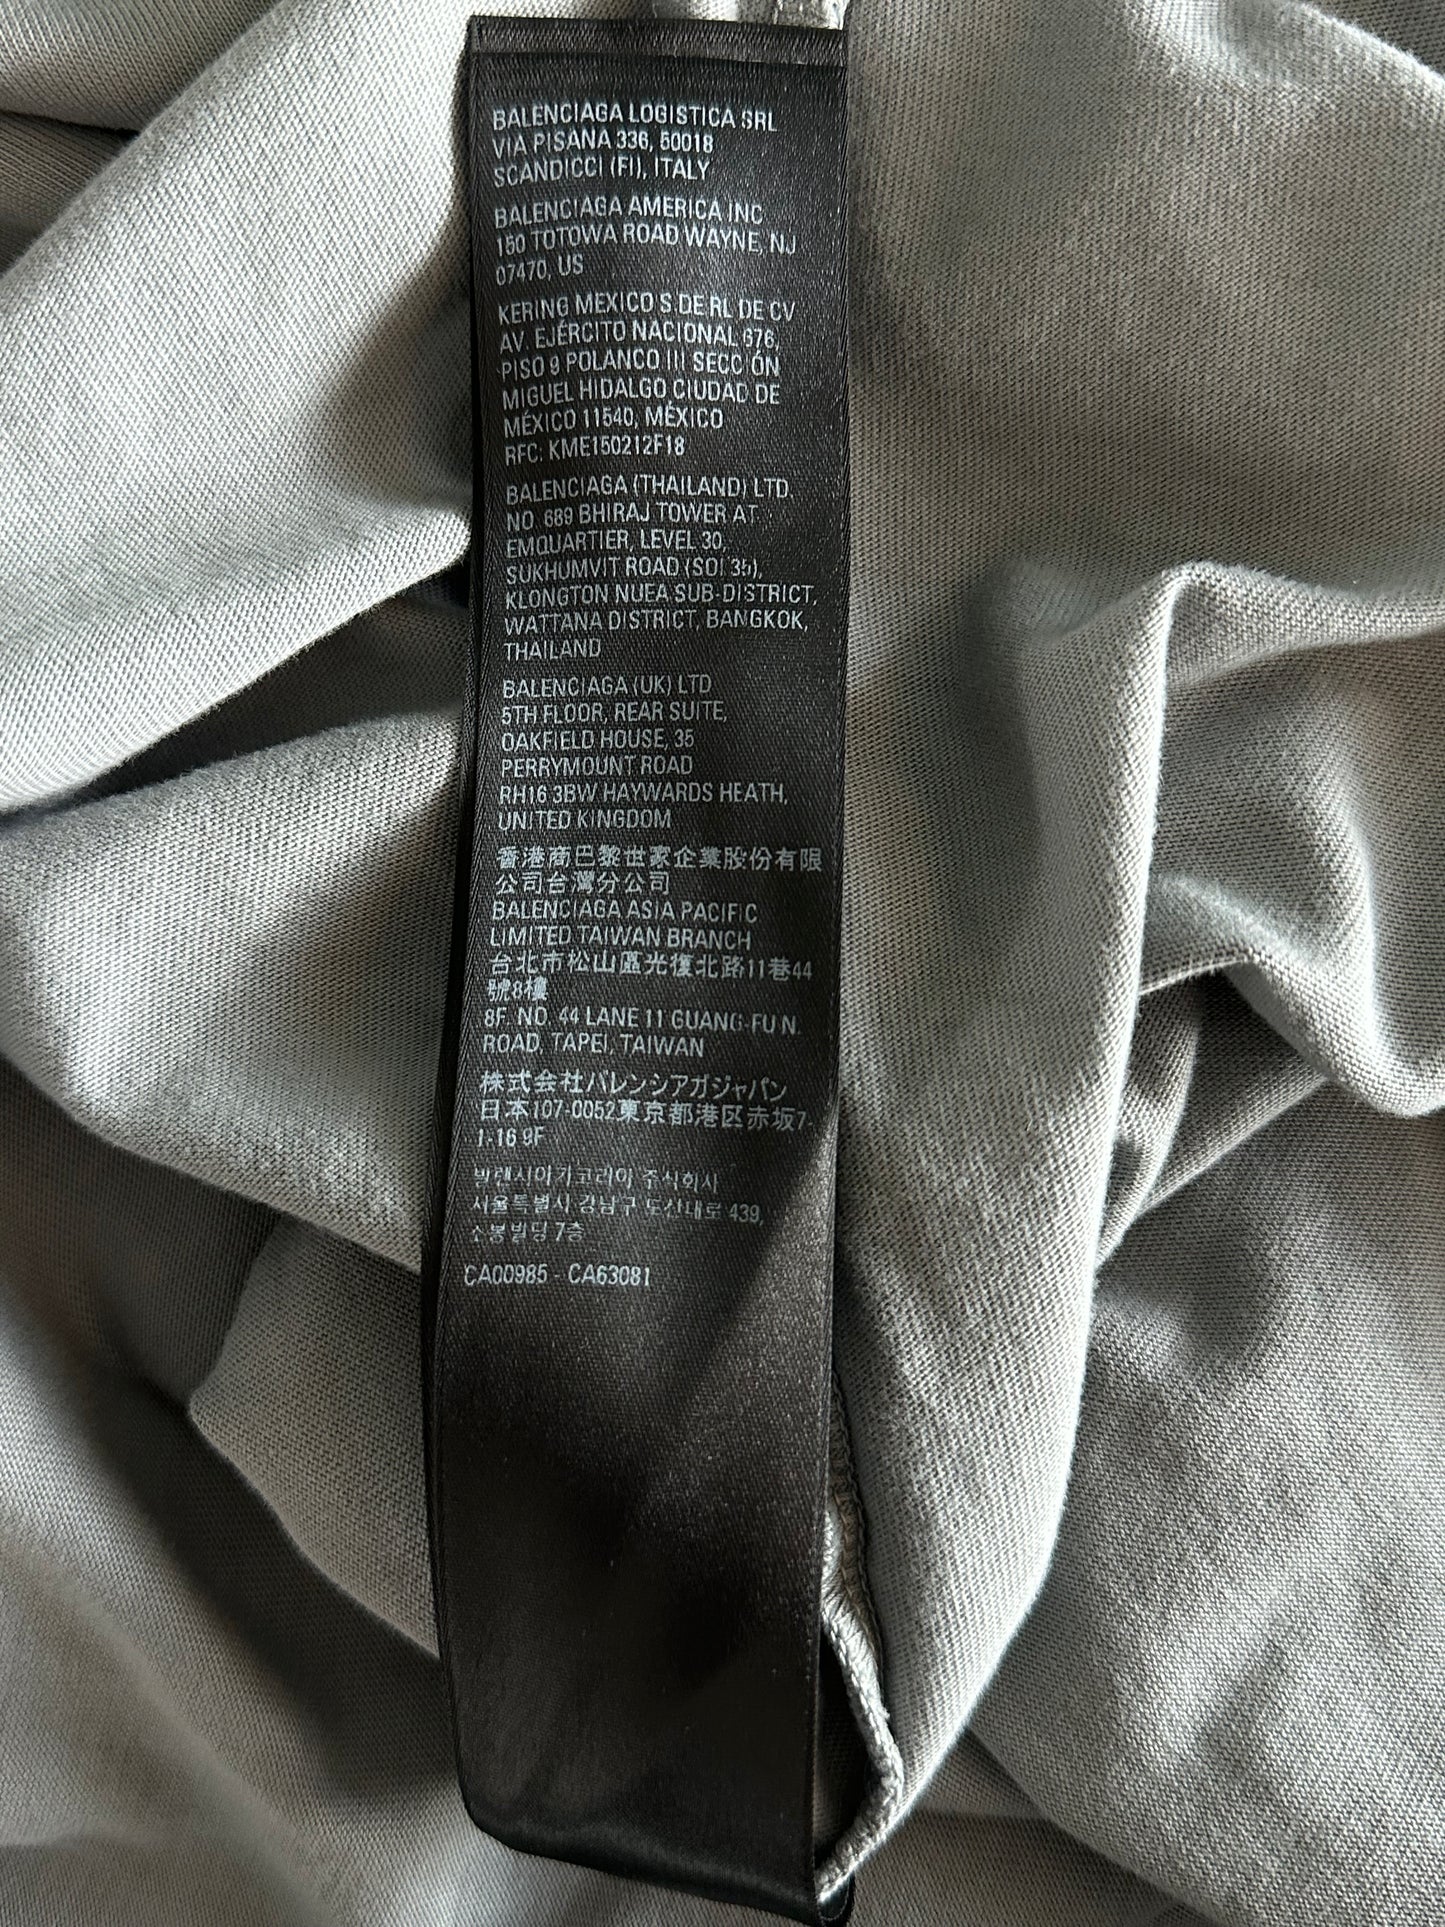 BALENCIAGA LOGISTICA SRL
VIA PISANA 336, 50018
SCANDICCI (FI), ITALY
BALENCIAGA AMERICA INC
150 TOTOWA ROAD WAYNE, NJ
07470, US
KERING MEXICO S DE RL DE CV
AV. EJÉRCITO NACIONAL 676,
PISO 9 POLANCO III SECCIÓN
MIGUEL HIDALGO CIUDAD DE
MÉXICO 11540, MÉXICO
RFC: KME150212F18
BALENCIAGA (THAILAND) LTD.
NO. 689 BHIRAJ TOWER AT
EMQUARTIER, LEVEL 30,
SUKHUMVIT ROAD (SOI 35),
KLONGTON NUEA SUB-DISTRICT,
WATTANA DISTRICT, BANGKOK,
THAILAND
BALENCIAGA (UK) LTD
5TH FLOOR, REAR SUITE,
OAKFIELD HOUSE, 35
PERRYMOUNT ROAD
RH16 3BW HAYWARDS HEATH,
UNITED KINGDOM
香港商巴黎世家企業股份有限
公司台灣分公司
BALENCIAGA ASIA PACIFIC
LIMITED TAIWAN BRANCH
台北市松山區光復北路11巷44
號8樓
8F. NO. 44 LANE 11 GUANG-FU N.
ROAD, TAPEI, TAIWAN
株式会社バレンシアガジャパン
日本107-0052東京都港区赤坂7-
1-16 9F
발렌시아가코리아 주식회사
서울특별시 강남구 도산대로 439,
소봉빌딩 7층
CA00985 - CA63081